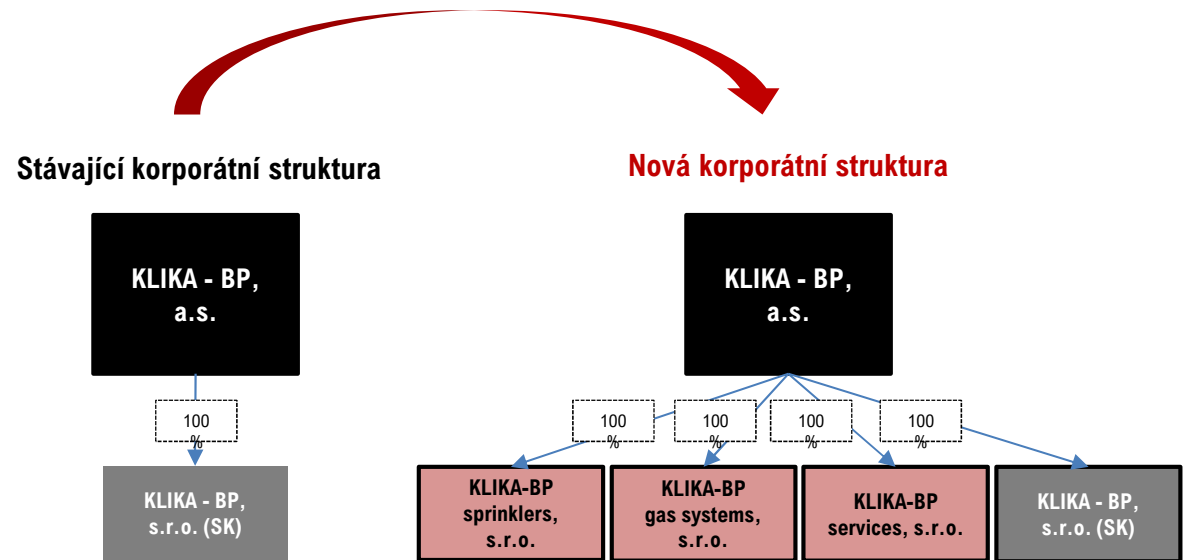 Stávající korporátní struktura
Nová korporátní struktura
KLIKA - BP,
a.s.
KLIKA - BP,
a.s.
100
%
100
%
100
%
100
%
100
%
KLIKA - BP,
s.r.o. (SK)
KLIKA-BP
sprinklers,
s.r.o.
KLIKA-BP
gas systems,
s.r.o.
KLIKA-BP
services, s.r.o.
KLIKA - BP,
s.r.o. (SK)